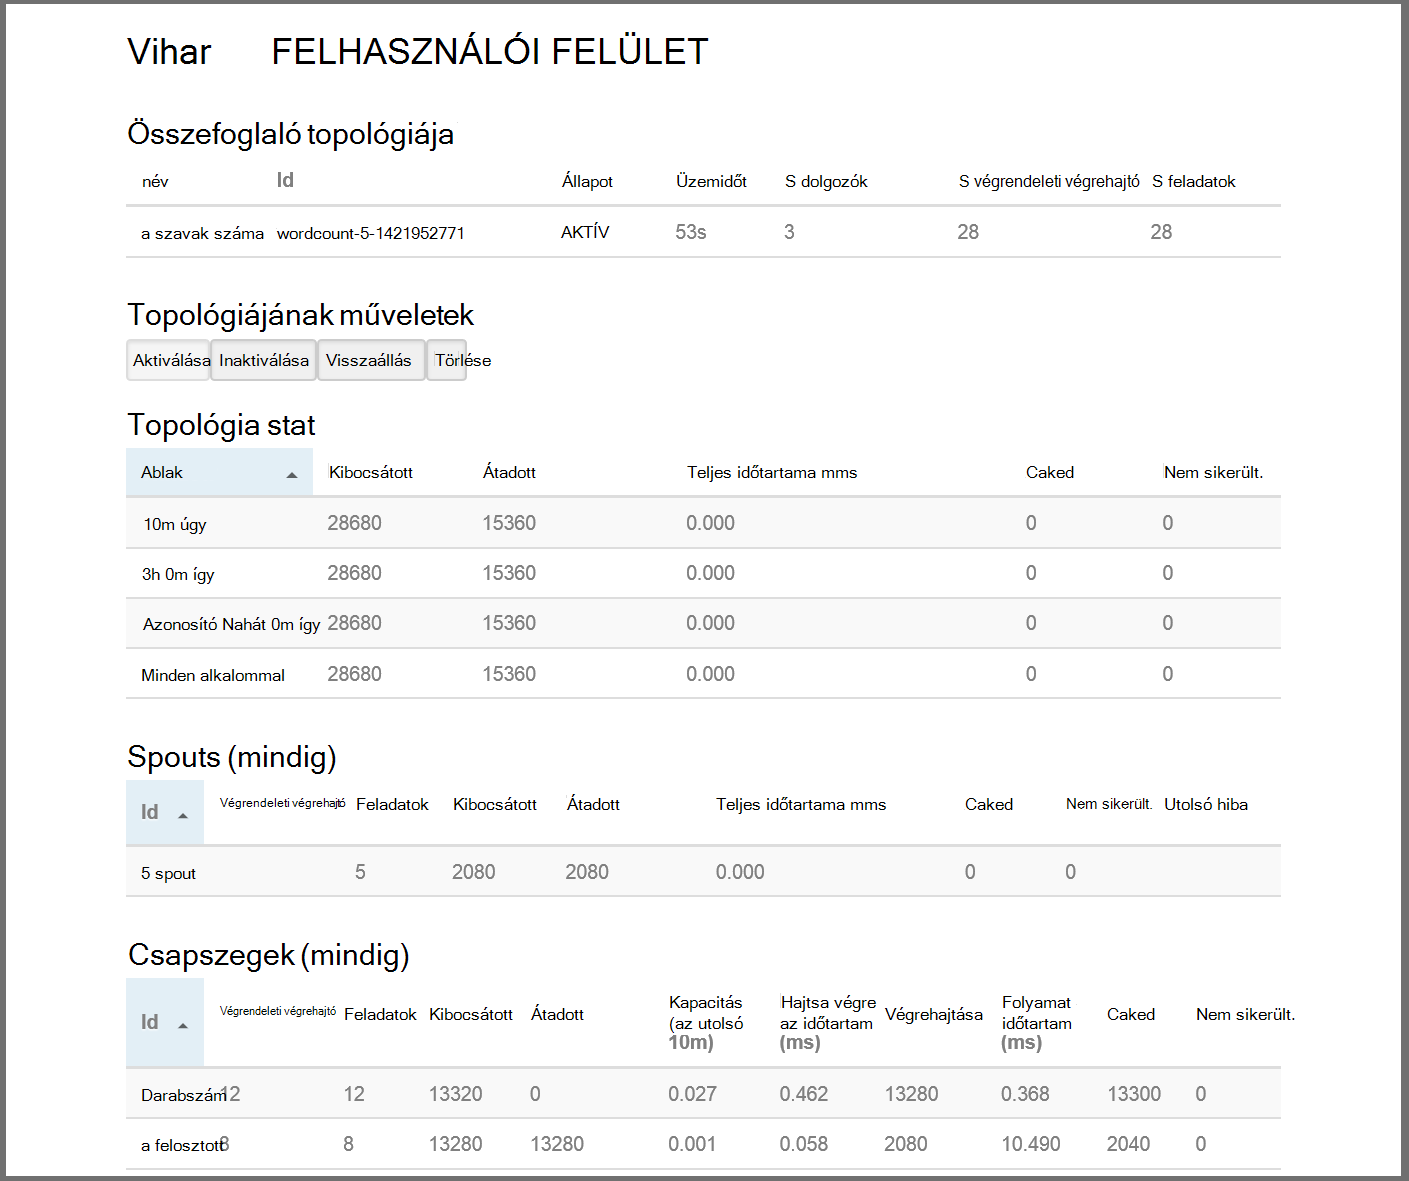 Vihar FELHASZNÁLÓI FELÜLET
Összefoglaló topológiája
név Id Állapot Üzemidőt S dolgozók S végrendeleti végrehajtó S feladatok
a szavak száma wordcount-5-1421952771 AKTÍV 53s 3 28 28
Topológiájának műveletek
Aktiválása Inaktiválása Visszaállás Törlése
Topológia stat
Ablak Kibocsátott Átadott Teljes időtartama mms Caked Nem sikerült.
10m úgy 28680 15360 0.000 0 0
3h 0m így 28680 15360 0.000 0 0
Azonosító Nahát 0m így 28680 15360 0.000 0 0
Minden alkalommal 28680 15360 0.000 0 0
Spouts (mindig)
Id Végrendeleti végrehajtó Feladatok Kibocsátott Átadott Teljes időtartama mms Caked Nem sikerült. Utolsó hiba
5 spout 5 2080 2080 0.000 0 0
Csapszegek (mindig)
Id Végrendeleti végrehajtó Feladatok Kibocsátott Átadott Kapacitás Hajtsa végre Végrehajtása Folyamat Caked Nem sikerült.
(az utolsó az időtartam időtartam
10m) (ms) (ms)
Darabszám 12 12 13320 0 0.027 0.462 13280 0.368 13300 0
a felosztott 8 8 13280 13280 0.001 0.058 2080 10.490 2040 0